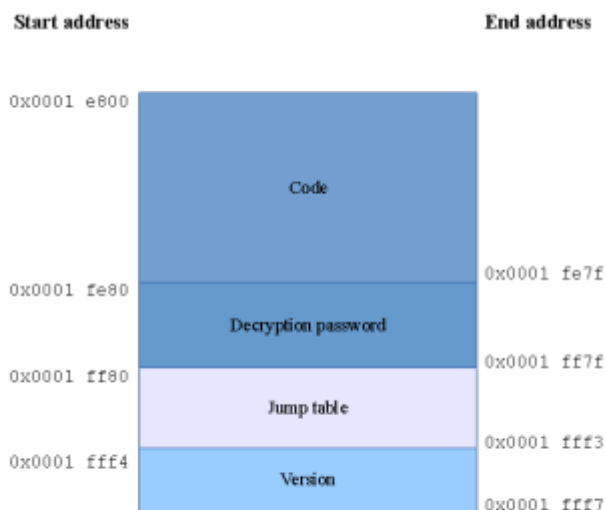 Start address End address
0x0001 e800
Code
0x0001 fe7f
0x0001 fe80
Decryption password
0x0001 ff7f
0x0001 ff80
Jump table
0x0001 fff3
0x0001 fff4
Version
0x0001 fff7